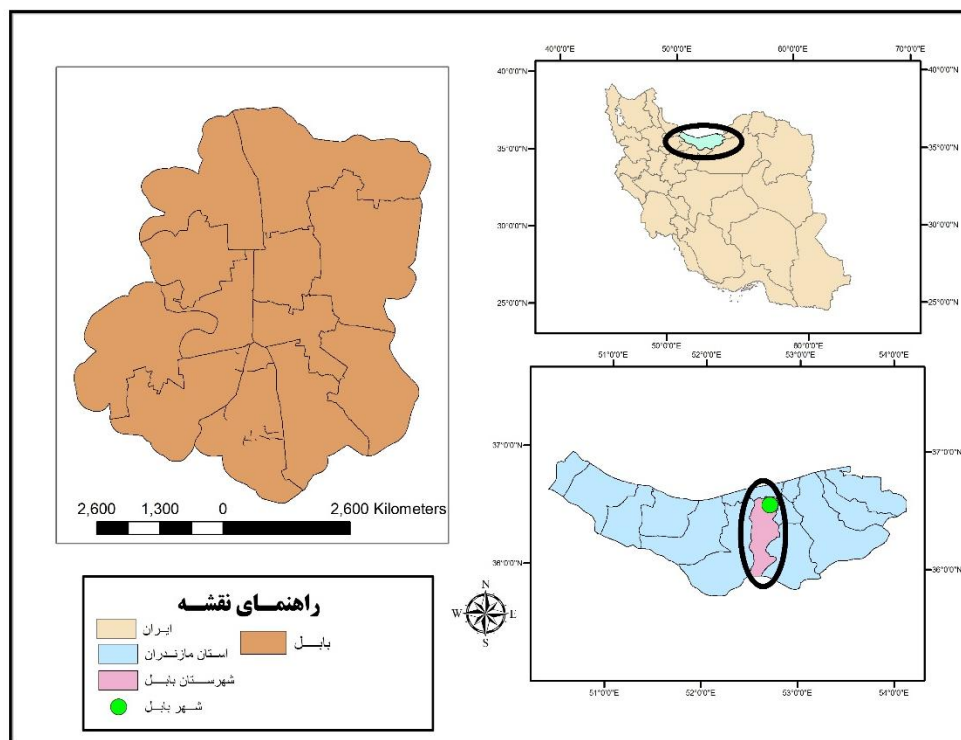 40°0'0"E 50°0'0"E 60°0'0"E 70°0'0"E
40°0'0"N 40°0'0"N
35°0'0"N 35°0'0"N
30°0'0"N 30°0'0"N
25°0'0"N 25°0'0"N
50°0'0"E 60°0'0"E
2,600 1,300 0 2,600 Kilometers
51°0'0"E 52°0'0"E 53°0'0"E 54°0'0"E
37°0'0"N 37°0'0"N
36°0'0"N 36°0'0"N
51°0'0"E 52°0'0"E 53°0'0"E 54°0'0"E
راهنمای نقشه
ایران
بابل
استان مازندران
شهرستان بابل
شهر بابل
N
W E
S